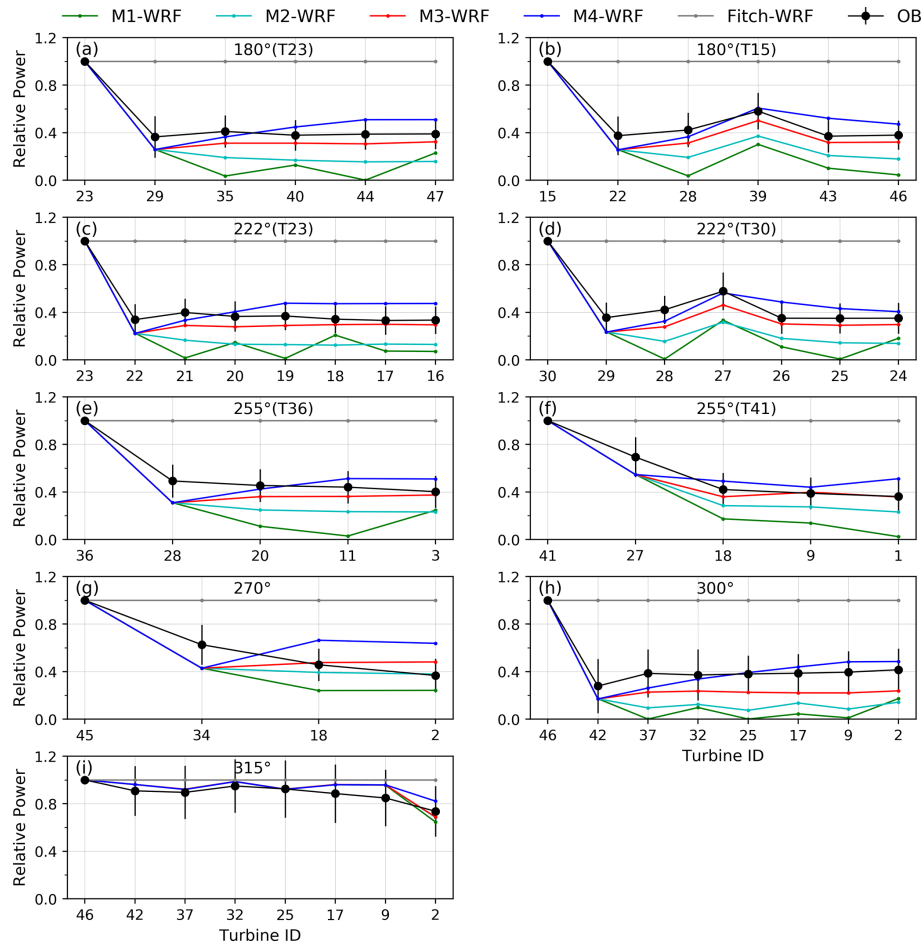 M1-WRF M2-WRF M3-WRF M4-WRF Fitch-WRF OB
Relative Power
(a) 180°(T23)
1.2
0.8
0.4
0.0
23 29 35 40 44 47
(b) 180°(T15)
1.2
0.8
0.4
0.0
15 22 28 39 43 46
Relative Power
(c) 222°(T23)
1.2
0.8
0.4
0.0
23 22 21 20 19 18 17 16
(d) 222°(T30)
1.2
0.8
0.4
0.0
30 29 28 27 26 25 24
Relative Power
(e) 255°(T36)
1.2
0.8
0.4
0.0
36 28 20 11 3
(f) 255°(T41)
1.2
0.8
0.4
0.0
41 27 18 9 1
Relative Power
(g) 270°
1.2
0.8
0.4
0.0
45 34 18 2
(h) 300°
1.2
0.8
0.4
0.0
46 42 37 32 25 17 9 2
Turbine ID
Relative Power
(i) 315°
1.2
0.8
0.4
0.0
46 42 37 32 25 17 9 2
Turbine ID